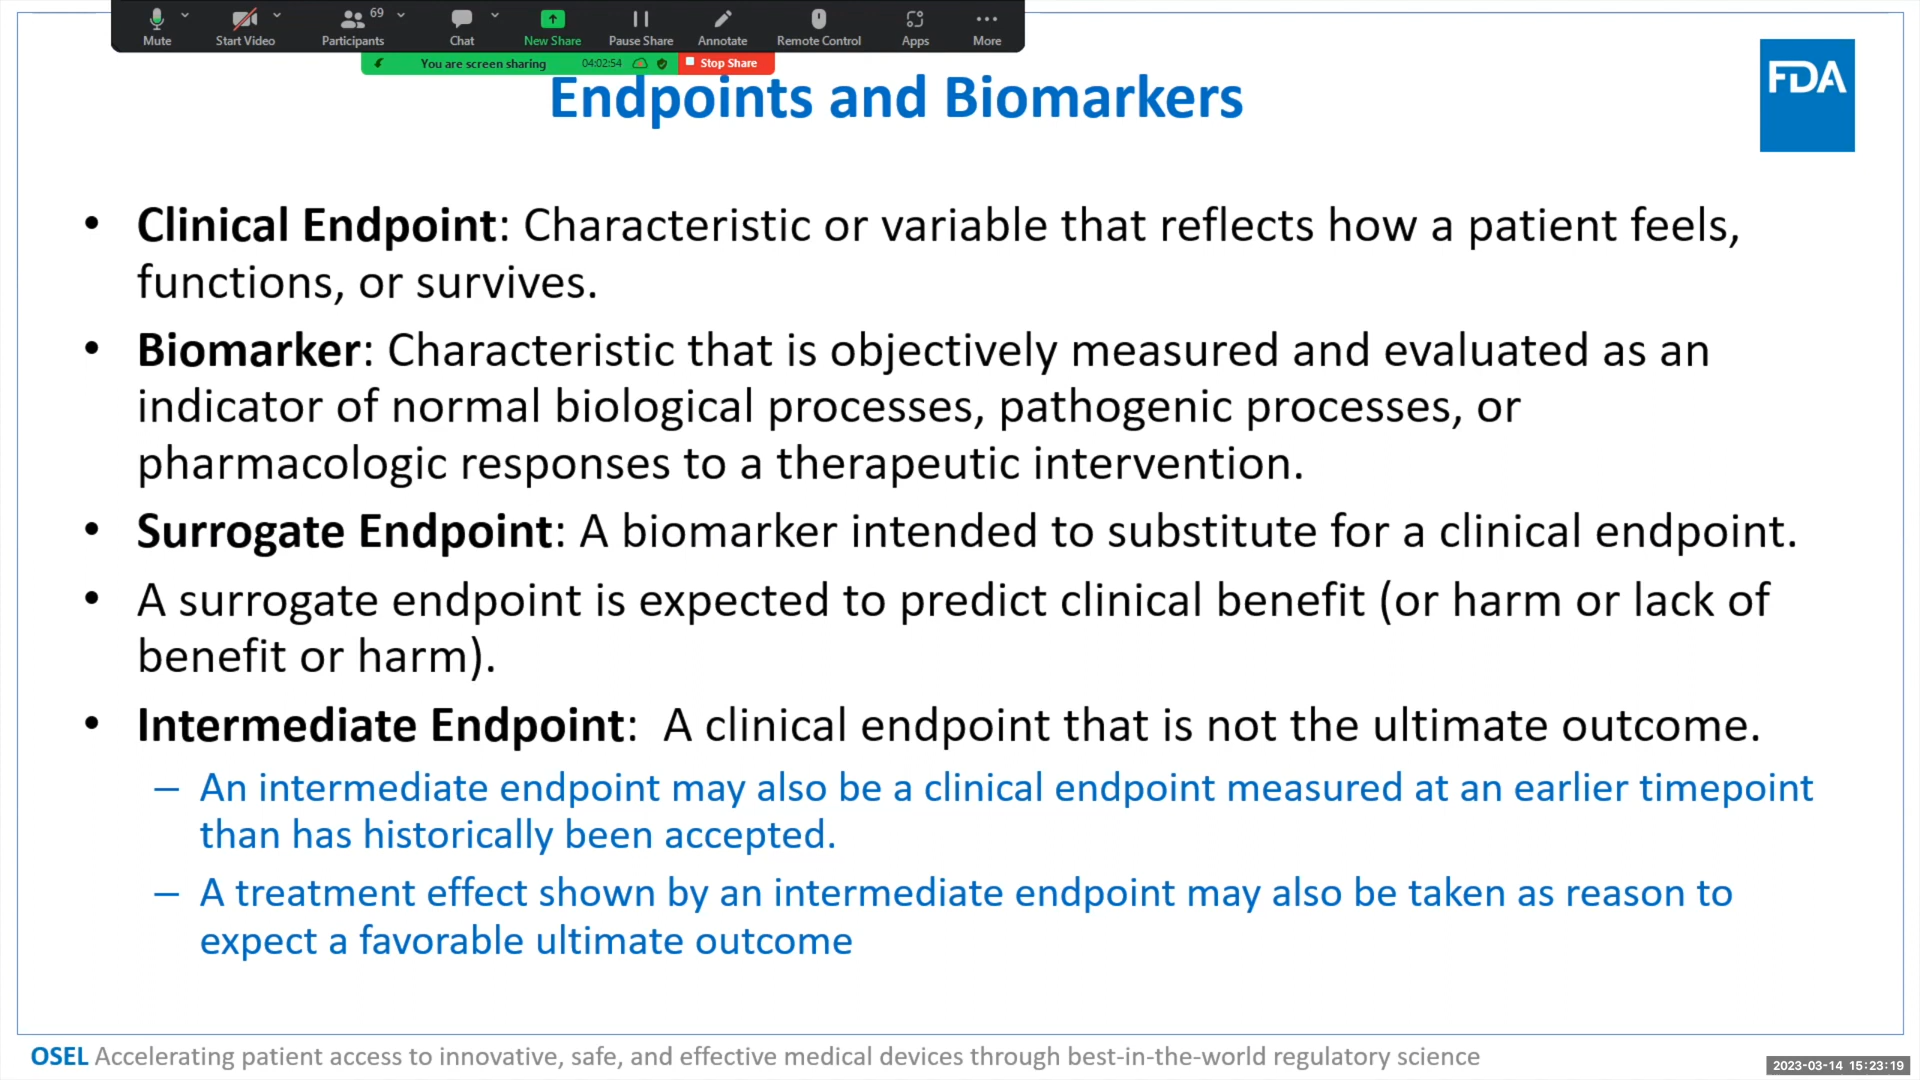 69
Mute
Start Video
Participants
Chat
New Share
Pause Share
Annotate
Remote Control
Apps
More
You are screen sharing
04:02:54
Stop Share
Endpoints and Biomarkers
FDA
• Clinical Endpoint: Characteristic or variable that reflects how a patient feels,
functions, or survives.
• Biomarker: Characteristic that is objectively measured and evaluated as an
indicator of normal biological processes, pathogenic processes, or
pharmacologic responses to a therapeutic intervention.
• Surrogate Endpoint: A biomarker intended to substitute for a clinical endpoint.
• A surrogate endpoint is expected to predict clinical benefit (or harm or lack of
benefit or harm).
• Intermediate Endpoint: A clinical endpoint that is not the ultimate outcome.
– An intermediate endpoint may also be a clinical endpoint measured at an earlier timepoint
than has historically been accepted.
– A treatment effect shown by an intermediate endpoint may also be taken as reason to
expect a favorable ultimate outcome
OSEL Accelerating patient access to innovative, safe, and effective medical devices through best-in-the-world regulatory science
2023-03-14 15:23:19